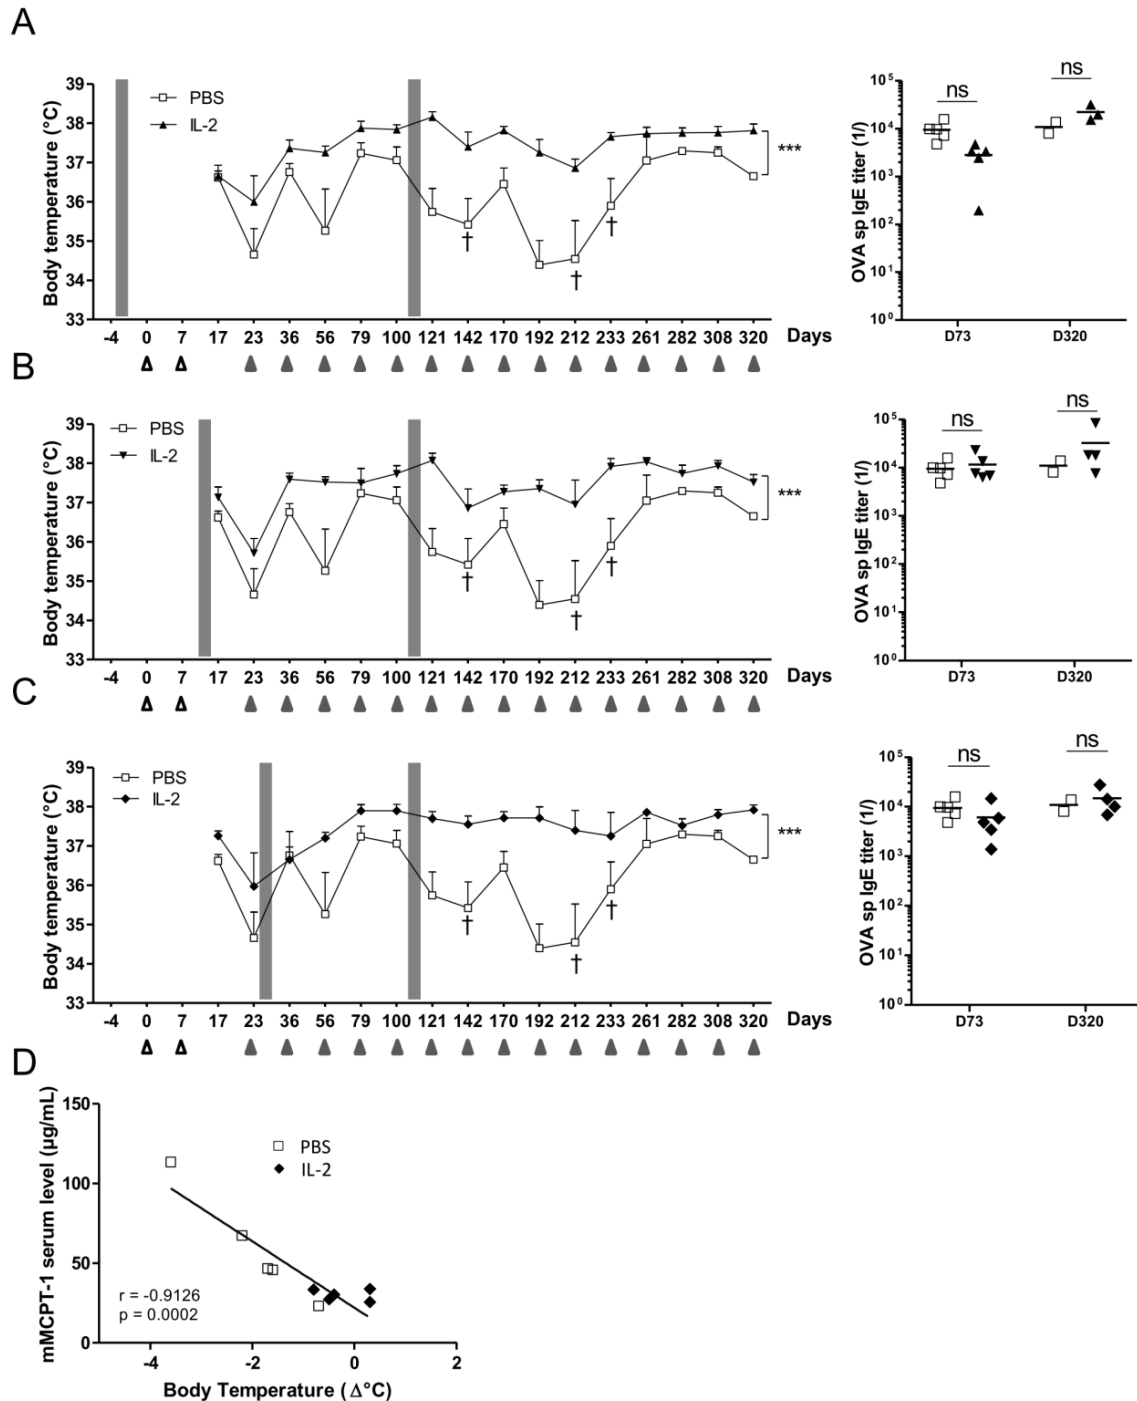 A
39
38
37
36
35
34
33
Body temperature (°C)
PBS
IL-2
***
†
†
†
-4 0 7 17 23 36 56 79 100 121 142 170 192 212 233 261 282 308 320 Days
OVA sp IgE titer (1/)
10⁵
10⁴
10³
10²
10¹
10⁰
ns
ns
D73 D320
B
39
38
37
36
35
34
33
Body temperature (°C)
PBS
IL-2
***
†
†
†
-4 0 7 17 23 36 56 79 100 121 142 170 192 212 233 261 282 308 320 Days
OVA sp IgE titer (1/)
10⁵
10⁴
10³
10²
10¹
10⁰
ns
ns
D73 D320
C
39
38
37
36
35
34
33
Body temperature (°C)
PBS
IL-2
***
†
†
†
-4 0 7 17 23 36 56 79 100 121 142 170 192 212 233 261 282 308 320 Days
OVA sp IgE titer (1/)
10⁵
10⁴
10³
10²
10¹
10⁰
ns
ns
D73 D320
D
150
100
50
0
mMCPT-1 serum level (µg/mL)
PBS
IL-2
r = -0.9126
p = 0.0002
-4 -2 0 2
Body Temperature (Δ°C)